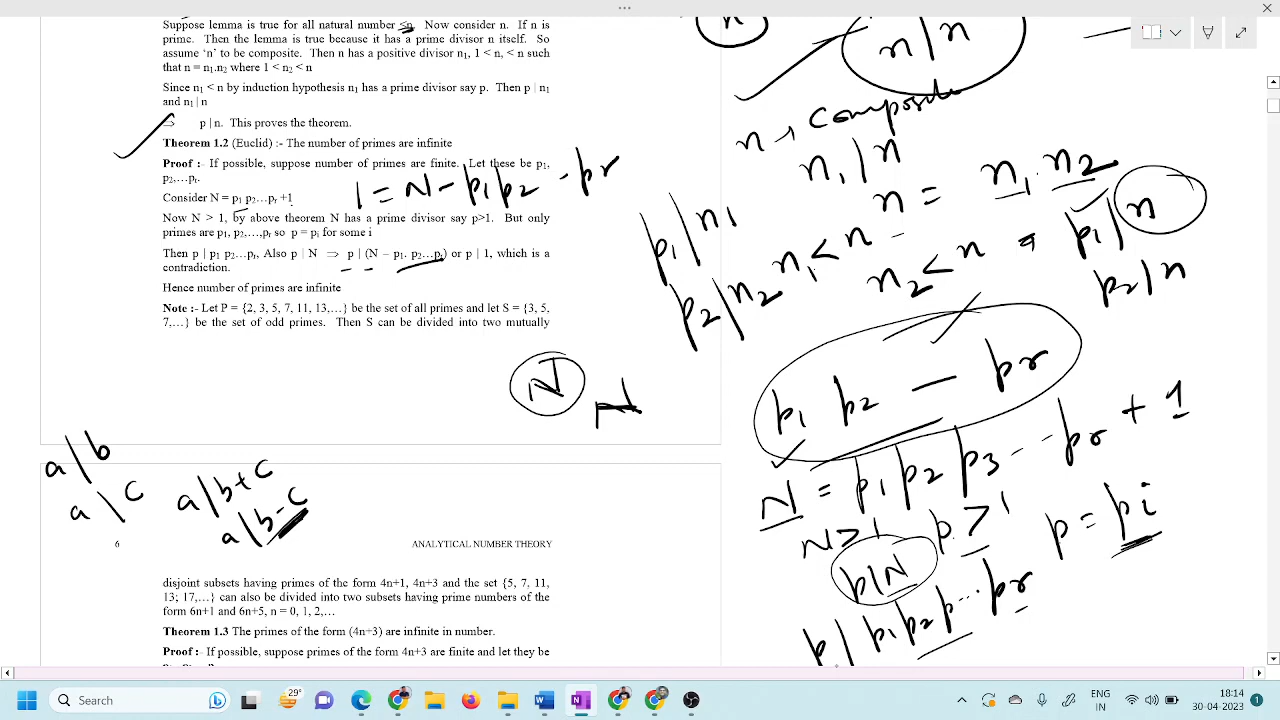 Suppose lemma is true for all natural number ≤n. Now consider n. If n is
prime. Then the lemma is true because it has a prime divisor n itself. So
assume 'n' to be composite. Then n has a positive divisor n₁, 1 < n, < n such
that n = n₁.n₂ where 1 < n₂ < n
Since n₁ < n by induction hypothesis n₁ has a prime divisor say p. Then p | n₁
and n₁ | n
⇒ p | n. This proves the theorem.
Theorem 1.2 (Euclid) :- The number of primes are infinite
Proof :- If possible, suppose number of primes are finite. Let these be p₁,
p₂,…pᵣ.
Consider N = p₁ p₂…pᵣ +1
Now N > 1, by above theorem N has a prime divisor say p>1. But only
primes are p₁, p₂,…,pᵣ so p = pᵢ for some i
Then p | p₁ p₂…pᵣ, Also p | N ⇒ p | (N – p₁. p₂…pᵣ) or p | 1, which is a
contradiction.
Hence number of primes are infinite
Note :- Let P = {2, 3, 5, 7, 11, 13,…} be the set of all primes and let S = {3, 5,
7,…} be the set of odd primes. Then S can be divided into two mutually
1 = N - p₁ p₂ - pr
N
N
a | b
a | c
a | b+c
a | b-c
6 ANALYTICAL NUMBER THEORY
disjoint subsets having primes of the form 4n+1, 4n+3 and the set {5, 7, 11,
13; 17,…} can also be divided into two subsets having prime numbers of the
form 6n+1 and 6n+5, n = 0, 1, 2,…
Theorem 1.3 The primes of the form (4n+3) are infinite in number.
Proof:- If possible, suppose primes of the form 4n+3 are finite and let they be
n
n | n
n → Composite
n₁ | n
n = n₁ . n₂
p₁ | n₁
n₁ < n
p₁ | n
p₂ | n₂
n₂ < n
p₂ | n
p₁ p₂ — pr
N = p₁ p₂ p₃ -- pr + 1
N > 1 p > 1 p = pi
p | N
p | p₁ p₂ p … pr
Search
29°
ENG
IN
18:14
30-04-2023
1